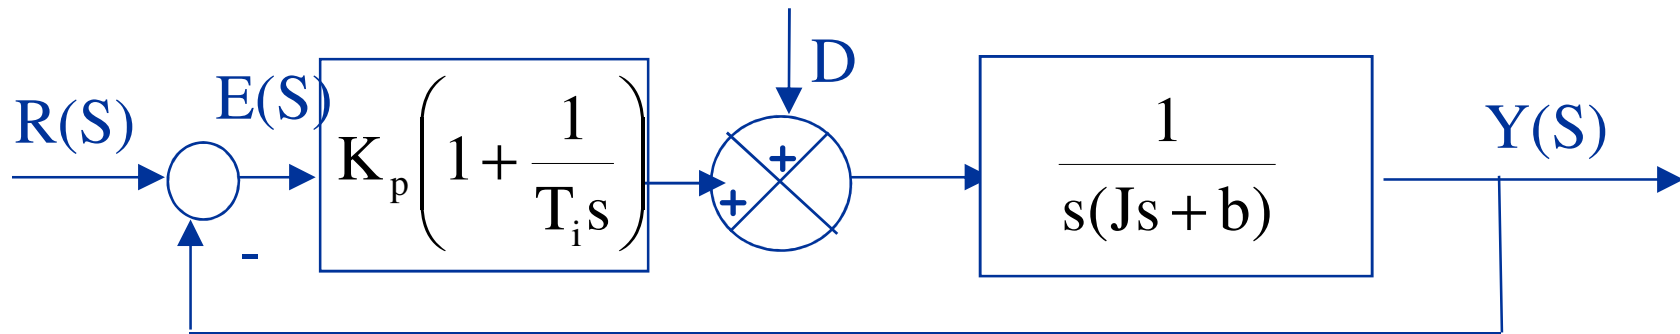 R(S)
E(S)
K_p(1 + 1/(T_i s))
D
+
+
1/(s(Js + b))
Y(S)
-